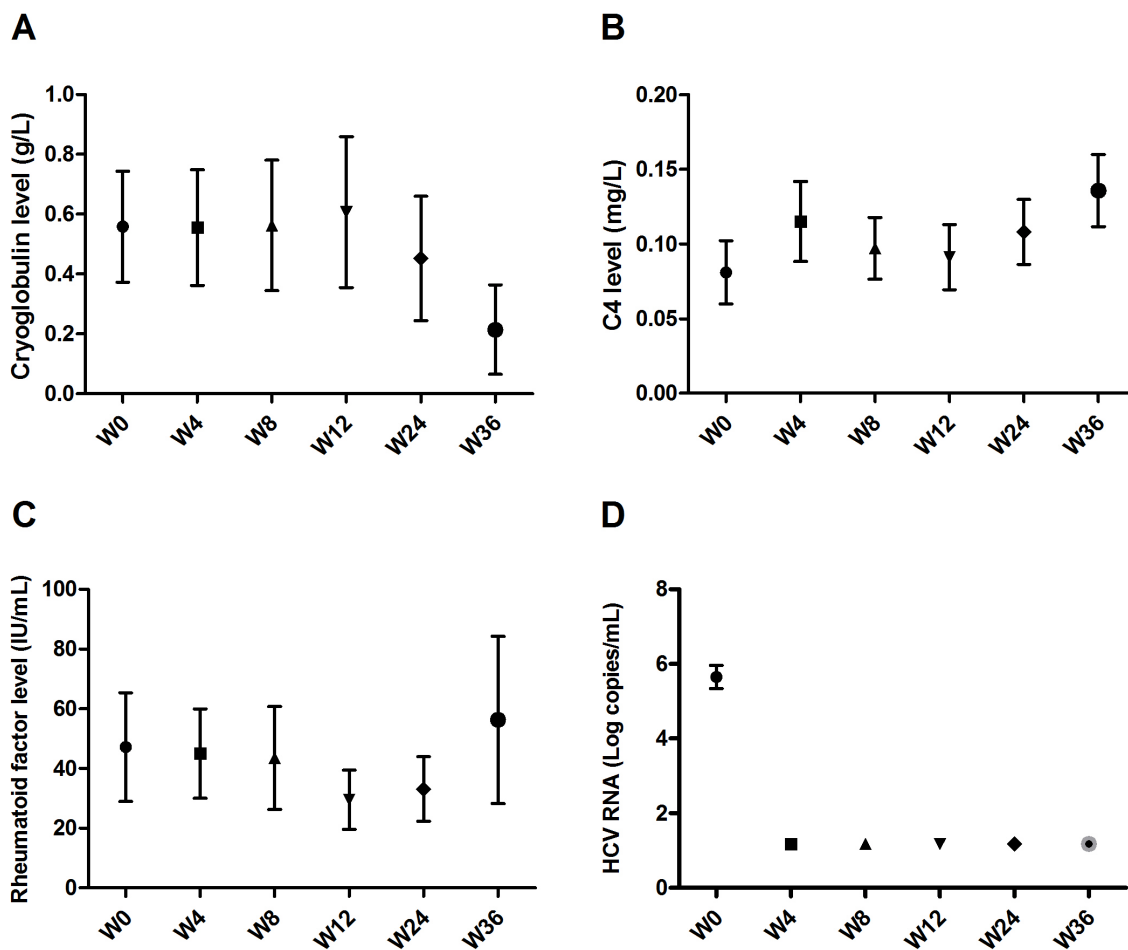 A
Cryoglobulin level (g/L)
1.0
0.8
0.6
0.4
0.2
0.0
W0 W4 W8 W12 W24 W36
B
C4 level (mg/L)
0.20
0.15
0.10
0.05
0.00
W0 W4 W8 W12 W24 W36
C
Rheumatoid factor level (IU/mL)
100
80
60
40
20
0
W0 W4 W8 W12 W24 W36
D
HCV RNA (Log copies/mL)
8
6
4
2
0
W0 W4 W8 W12 W24 W36